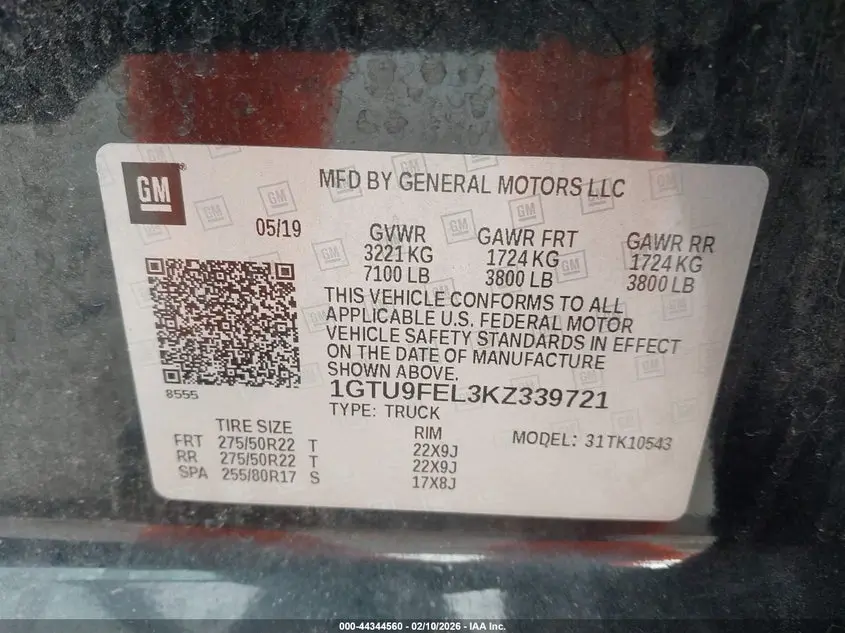 GM
MFD BY GENERAL MOTORS LLC
05/19
GVWR GAWR FRT GAWR RR
3221 KG 1724 KG 1724 KG
7100 LB 3800 LB 3800 LB
THIS VEHICLE CONFORMS TO ALL
APPLICABLE U.S. FEDERAL MOTOR
VEHICLE SAFETY STANDARDS IN EFFECT
ON THE DATE OF MANUFACTURE
SHOWN ABOVE.
8555
1GTU9FEL3KZ339721
TYPE: TRUCK
TIRE SIZE RIM MODEL: 31TK10543
FRT 275/50R22 T 22X9J
RR 275/50R22 T 22X9J
SPA 255/80R17 S 17X8J
000-44344560 - 02/10/2026 - IAA Inc.